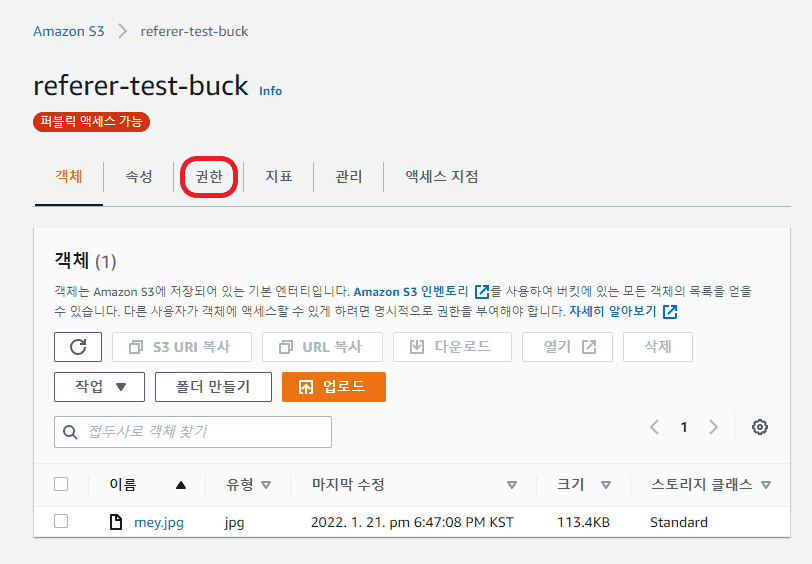 Amazon S3 > referer-test-buck
referer-test-buck Info
퍼블릭 액세스 가능
객체 속성 권한 지표 관리 액세스 지점
객체 (1)
객체는 Amazon S3에 저장되어 있는 기본 엔터티입니다. Amazon S3 인벤토리를 사용하여 버킷에 있는 모든 객체의 목록을 얻을
수 있습니다. 다른 사용자가 객체에 액세스할 수 있게 하려면 명시적으로 권한을 부여해야 합니다. 자세히 알아보기
S3 URI 복사 URL 복사 다운로드 열기 삭제
작업 폴더 만들기 업로드
접두사로 객체 찾기 1
이름 유형 마지막 수정 크기 스토리지 클래스
mey.jpg jpg 2022. 1. 21. pm 6:47:08 PM KST 113.4KB Standard